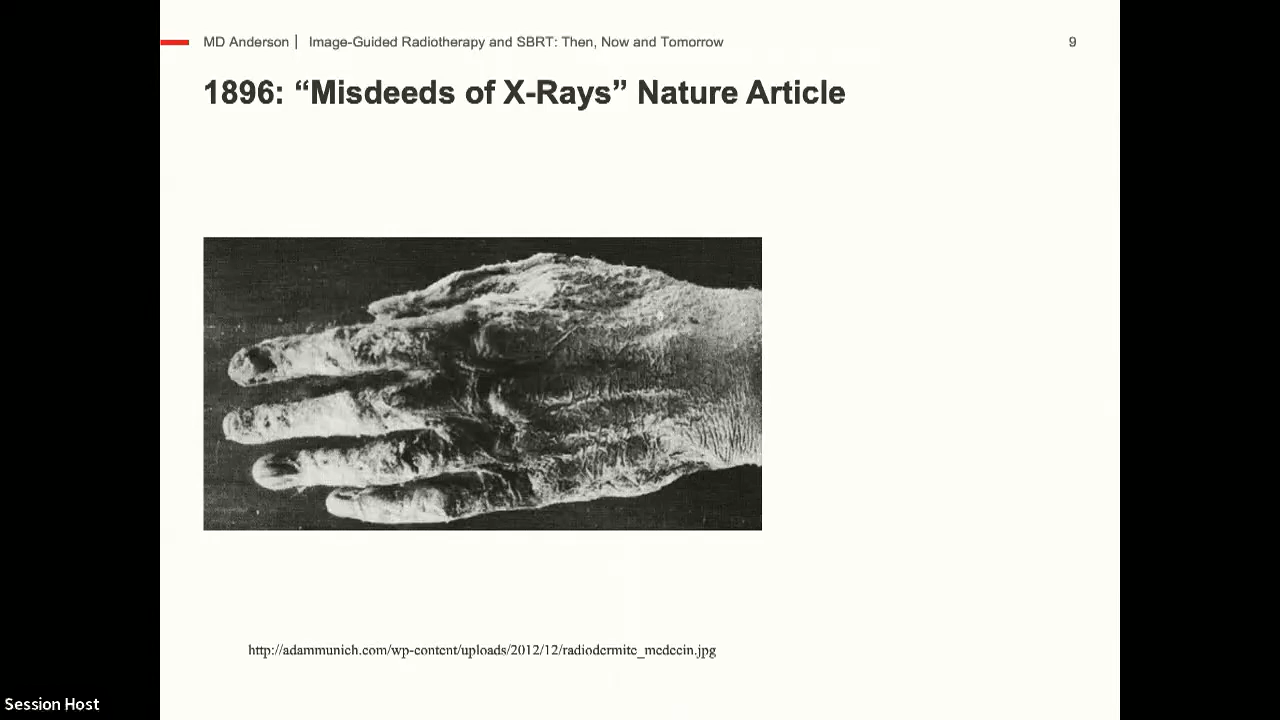 MD Anderson | Image-Guided Radiotherapy and SBRT: Then, Now and Tomorrow 9
1896: “Misdeeds of X-Rays” Nature Article
http://adammunich.com/wp-content/uploads/2012/12/radiodermite_medecin.jpg
Session Host